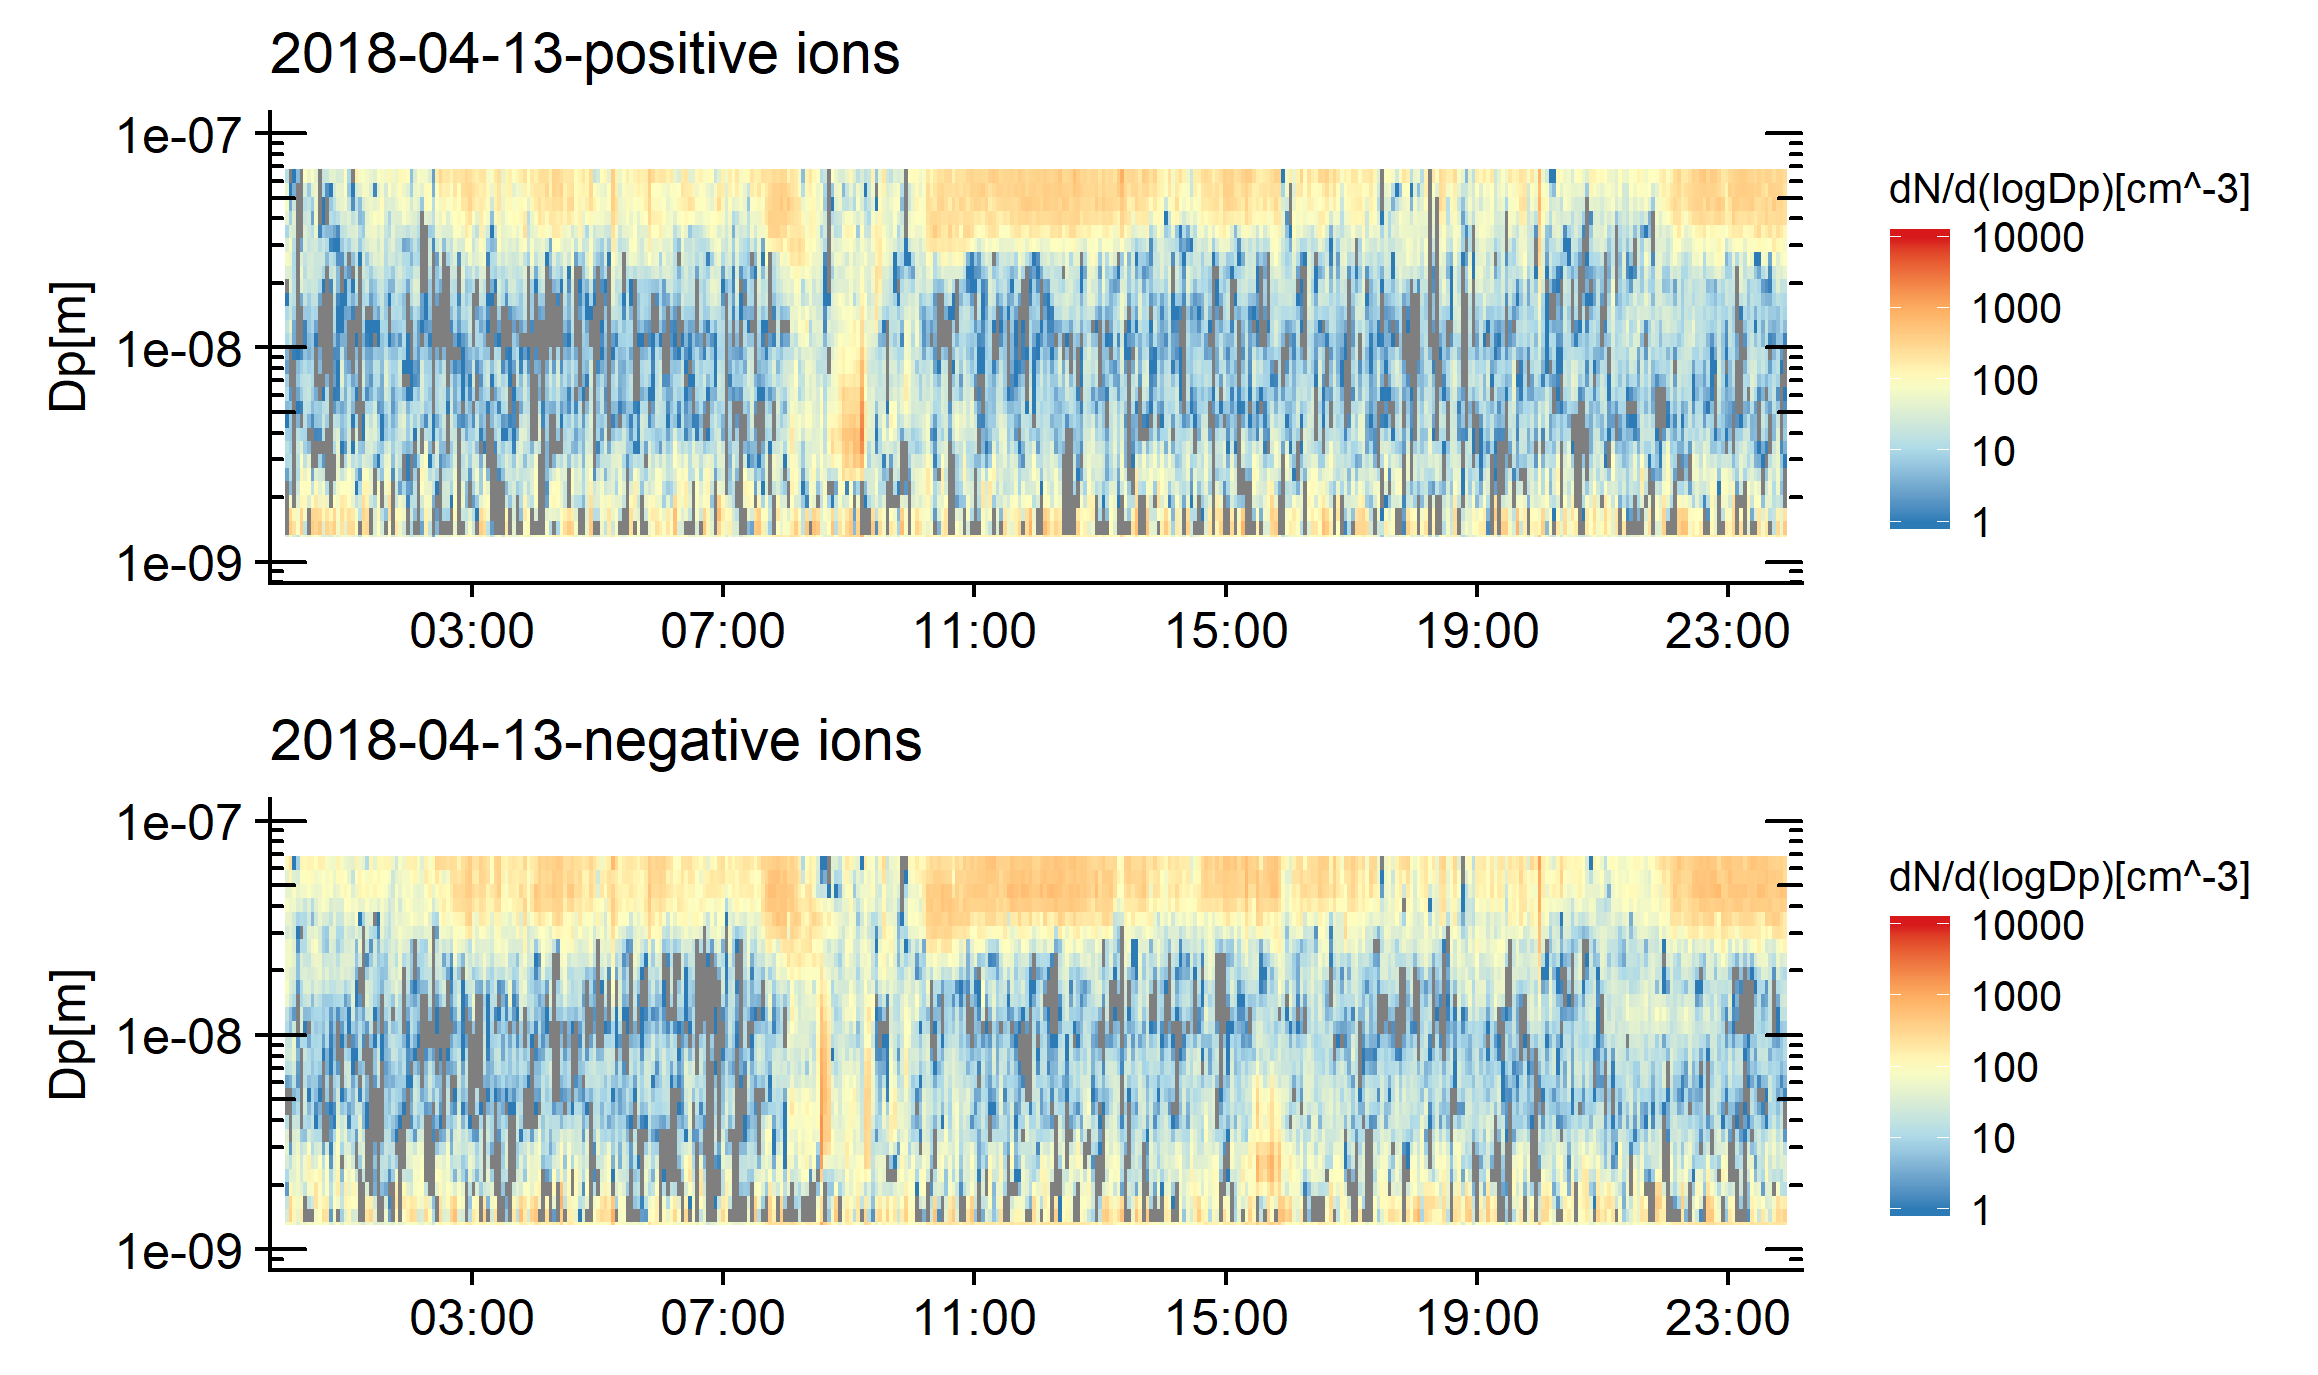 2018-04-13-positive ions
1e-07
1e-08
1e-09
Dp[m]
03:00 07:00 11:00 15:00 19:00 23:00
dN/d(logDp)[cm^-3]
10000
1000
100
10
1
2018-04-13-negative ions
1e-07
1e-08
1e-09
Dp[m]
03:00 07:00 11:00 15:00 19:00 23:00
dN/d(logDp)[cm^-3]
10000
1000
100
10
1